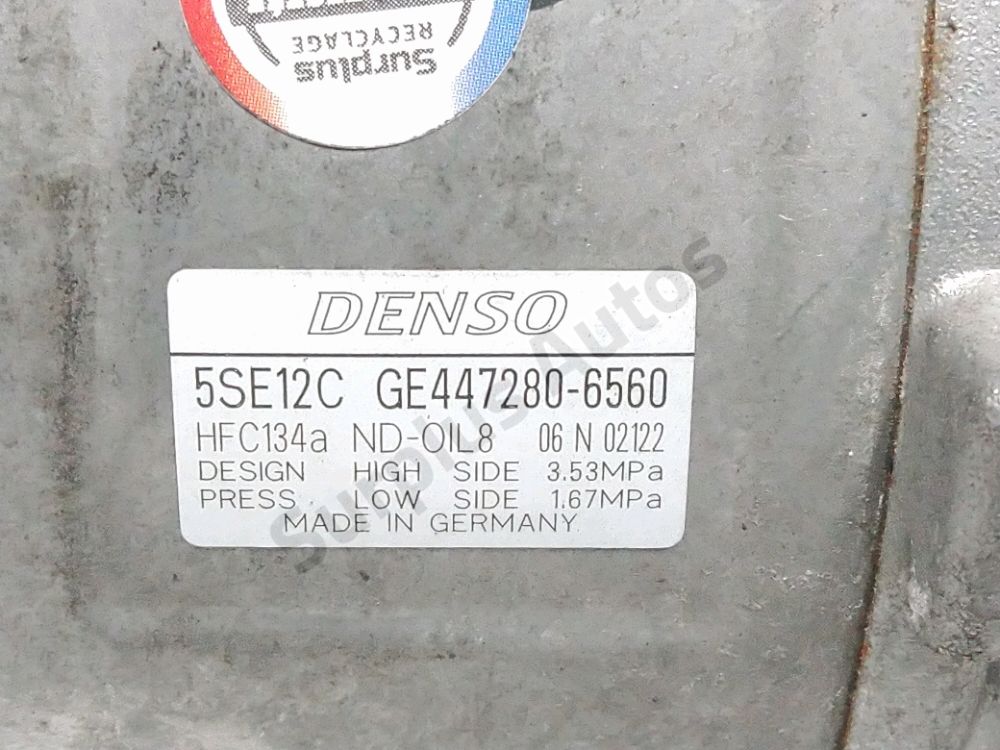 Surplus
RECYCLAGE
DENSO
5SE12C GE447280-6560
HFC134a ND-OIL8 06 N 02122
DESIGN HIGH SIDE 3.53MPa
PRESS. LOW SIDE 1.67MPa
MADE IN GERMANY.
Surplus Autos